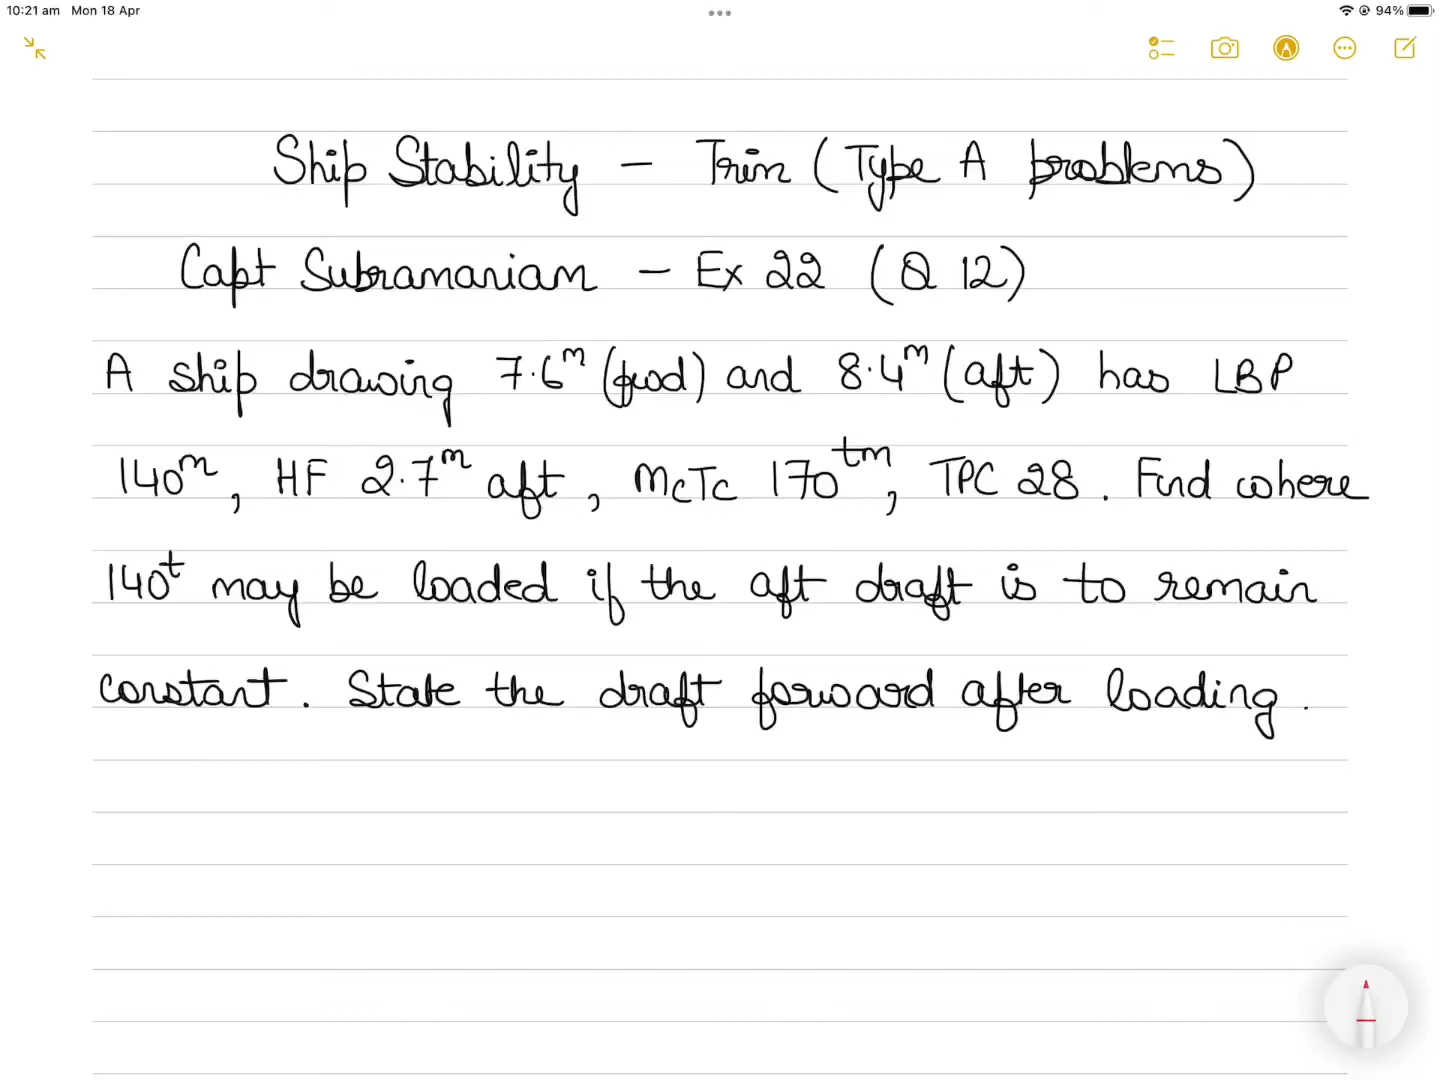 10:21 am Mon 18 Apr
94%
Ship Stability - Trim (Type A problems)
Capt Subramaniam - Ex 22 (Q 12)
A ship drawing 7.6m (fwd) and 8.4m (aft) has LBP
140m, HF 2.7m aft, MCTC 170tm, TPC 28. Find where
140t may be loaded if the aft draft is to remain
constant. State the draft forward after loading.